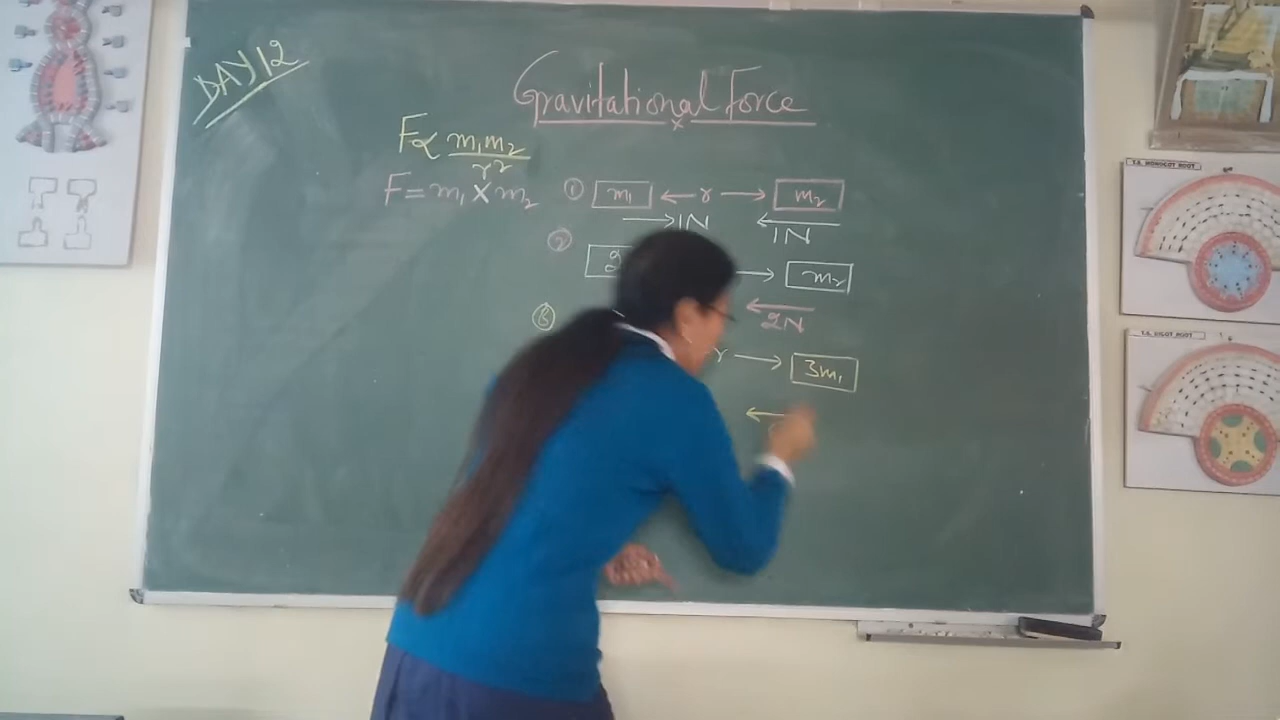 DAY 12
Gravitational Force
F ∝ m₁m₂ / r²
F = m₁ X m₂
① m₁ ← r → m₂
→ 1N ← 1N
② 2 → m₂
← 2N
③ r → 3m₁
←
T.S. MONOCOT ROOT
T.S. DICOT ROOT